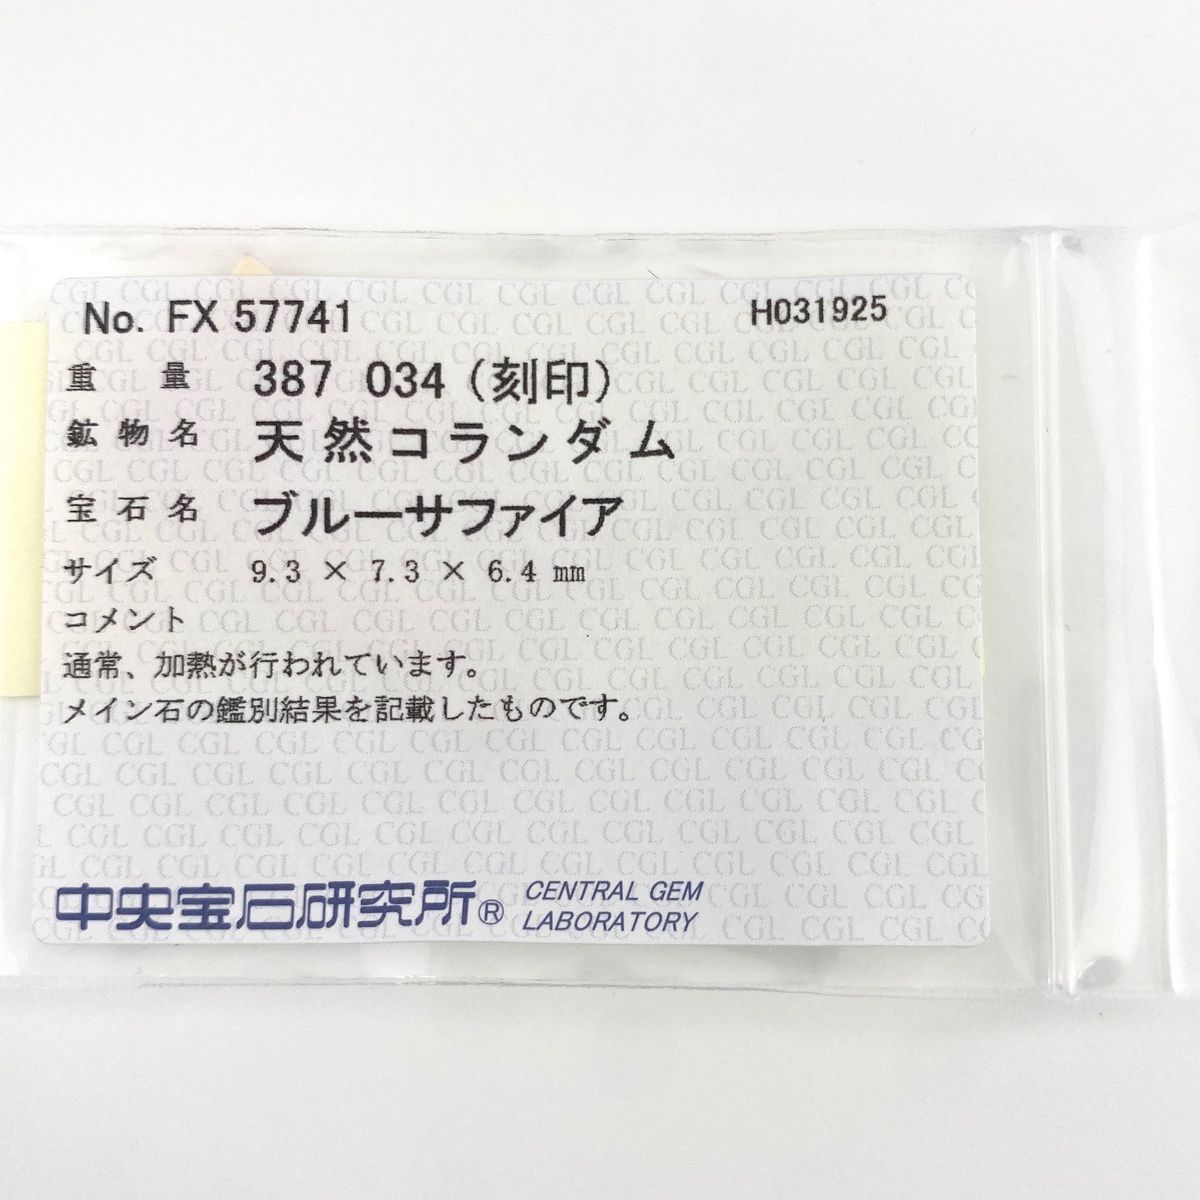 No. FX 57741 H031925
重量 387 034 (刻印)
鉱物名 天然コランダム
宝石名 ブルーサファイア
サイズ 9.3 × 7.3 × 6.4 mm
コメント
通常、加熱が行われています。
メイン石の鑑別結果を記載したものです。
中央宝石研究所® CENTRAL GEM
LABORATORY